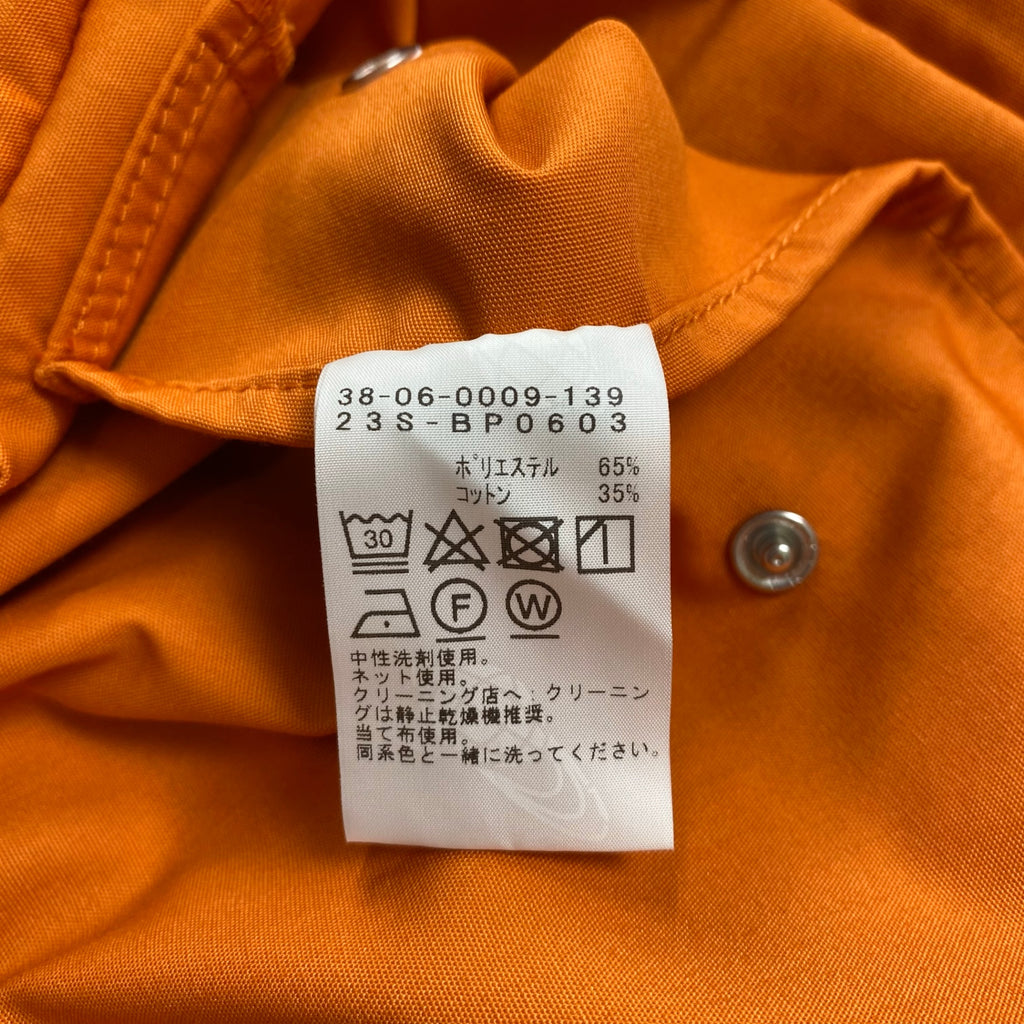 38-06-0009-139
23S-BP0603
ポリエステル 65%
コットン 35%
30
F W
中性洗剤使用。
ネット使用。
クリーニング店へ：クリーニン
グは静止乾燥機推奨。
当て布使用。
同系色と一緒に洗ってください。